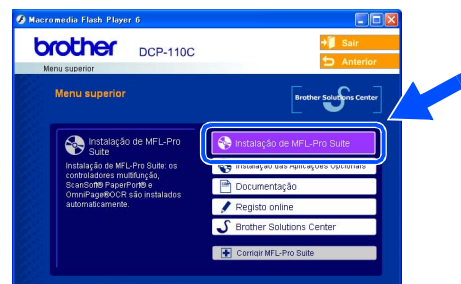 Macromedia Flash Player 6
brother
DCP-110C
Sair
Anterior
Menu superior
Menu superior
Brother Solutions Center
Instalação de MFL-Pro
Suite
Instalação de MFL-Pro Suite: os
controladores multifunção,
ScanSoft® PaperPort® e
OmniPage®OCR são instalados
automaticamente.
Instalação de MFL-Pro Suite
Instalação das Aplicações Opcionais
Documentação
Registo online
Brother Solutions Center
Corrigir MFL-Pro Suite